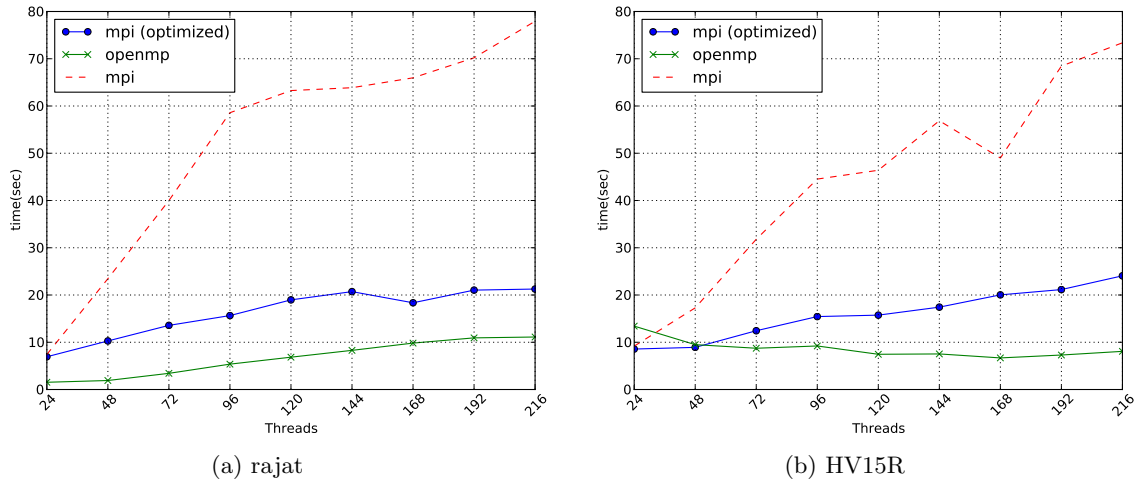 80
70
60
50
40
30
20
10
0
time(sec)
mpi (optimized)
openmp
mpi
24 48 72 96 120 144 168 192 216
Threads
(a) rajat
80
70
60
50
40
30
20
10
0
time(sec)
mpi (optimized)
openmp
mpi
24 48 72 96 120 144 168 192 216
Threads
(b) HV15R